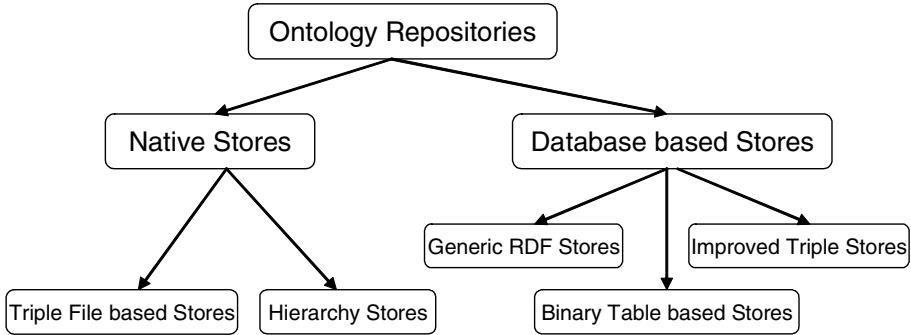 Ontology Repositories
Native Stores
Database based Stores
Generic RDF Stores
Improved Triple Stores
Triple File based Stores
Hierarchy Stores
Binary Table based Stores